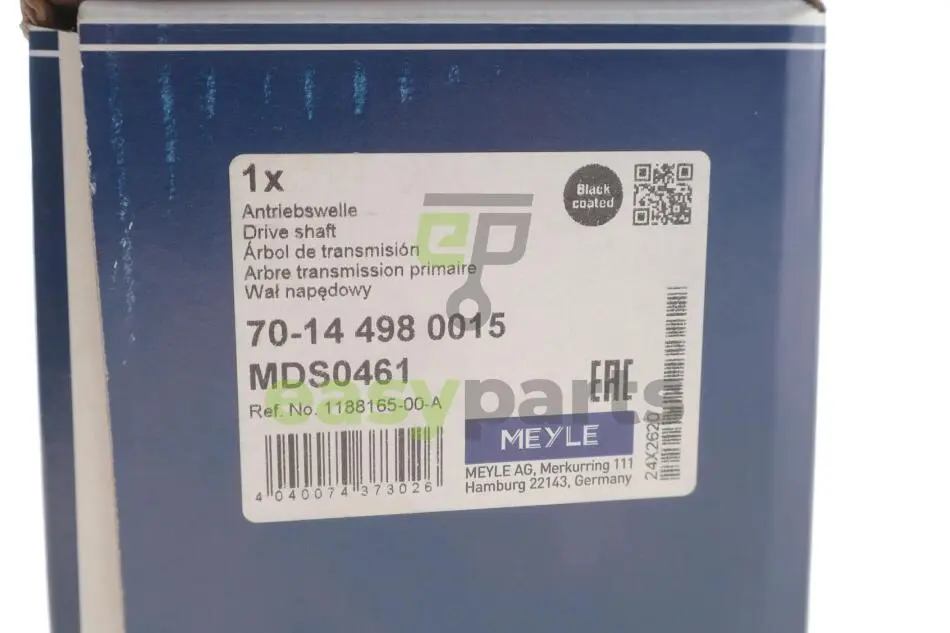 1x
Black
coated
Antriebswelle
Drive shaft
Árbol de transmisión
Arbre transmission primaire
Wał napędowy
70-14 498 0015
MDS0461
Ref. No. 1188165-00-A
4 040074 373026
EAC
MEYLE
MEYLE AG, Merkurring 111
Hamburg 22143, Germany
24X2620
ep
easyparts